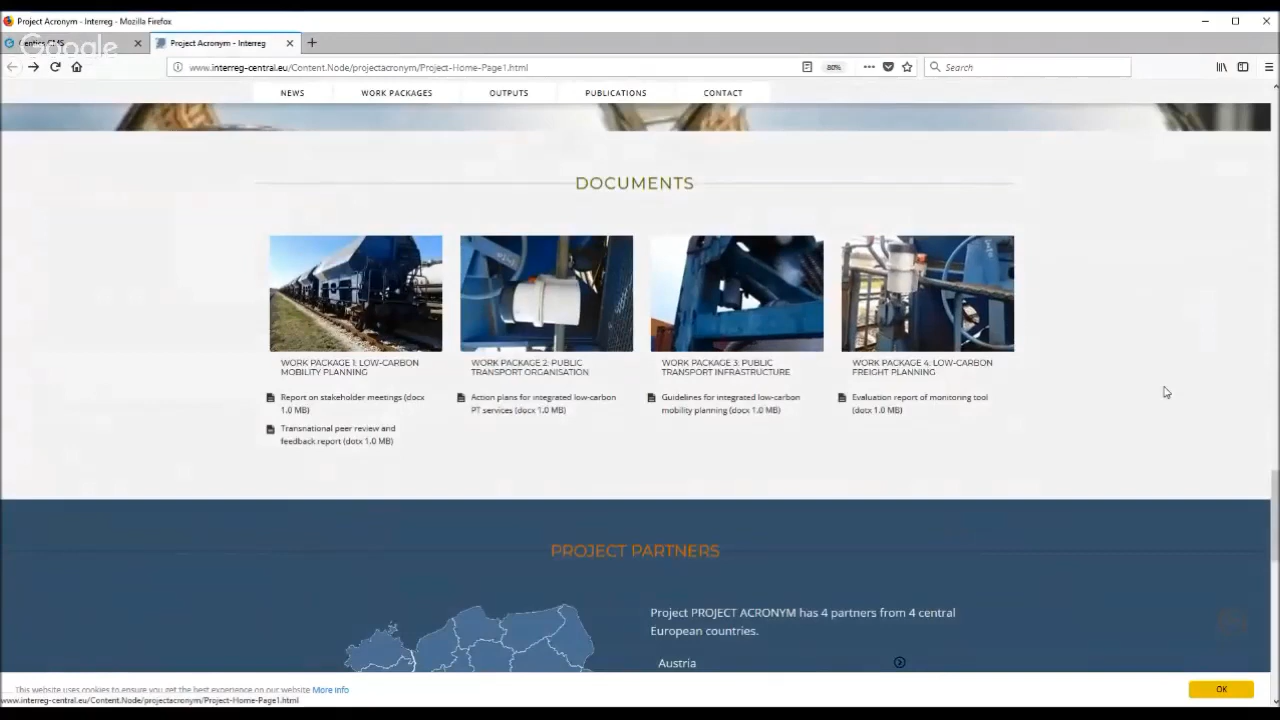 Project Acronym - Interreg - Mozilla Firefox
Gentics CMS
Google
Project Acronym - Interreg
www.interreg-central.eu/Content.Node/projectacronym/Project-Home-Page1.html
80%
Search
NEWS
WORK PACKAGES
OUTPUTS
PUBLICATIONS
CONTACT
DOCUMENTS
WORK PACKAGE 1: LOW-CARBON
MOBILITY PLANNING
Report on stakeholder meetings (docx
1.0 MB)
Transnational peer review and
feedback report (dotx 1.0 MB)
WORK PACKAGE 2: PUBLIC
TRANSPORT ORGANISATION
Action plans for integrated low-carbon
PT services (docx 1.0 MB)
WORK PACKAGE 3: PUBLIC
TRANSPORT INFRASTRUCTURE
Guidelines for integrated low-carbon
mobility planning (docx 1.0 MB)
WORK PACKAGE 4: LOW-CARBON
FREIGHT PLANNING
Evaluation report of monitoring tool
(dotx 1.0 MB)
PROJECT PARTNERS
Project PROJECT ACRONYM has 4 partners from 4 central
European countries.
Austria
This website uses cookies to ensure you get the best experience on our website More info
OK
www.interreg-central.eu/Content.Node/projectacronym/Project-Home-Page1.html